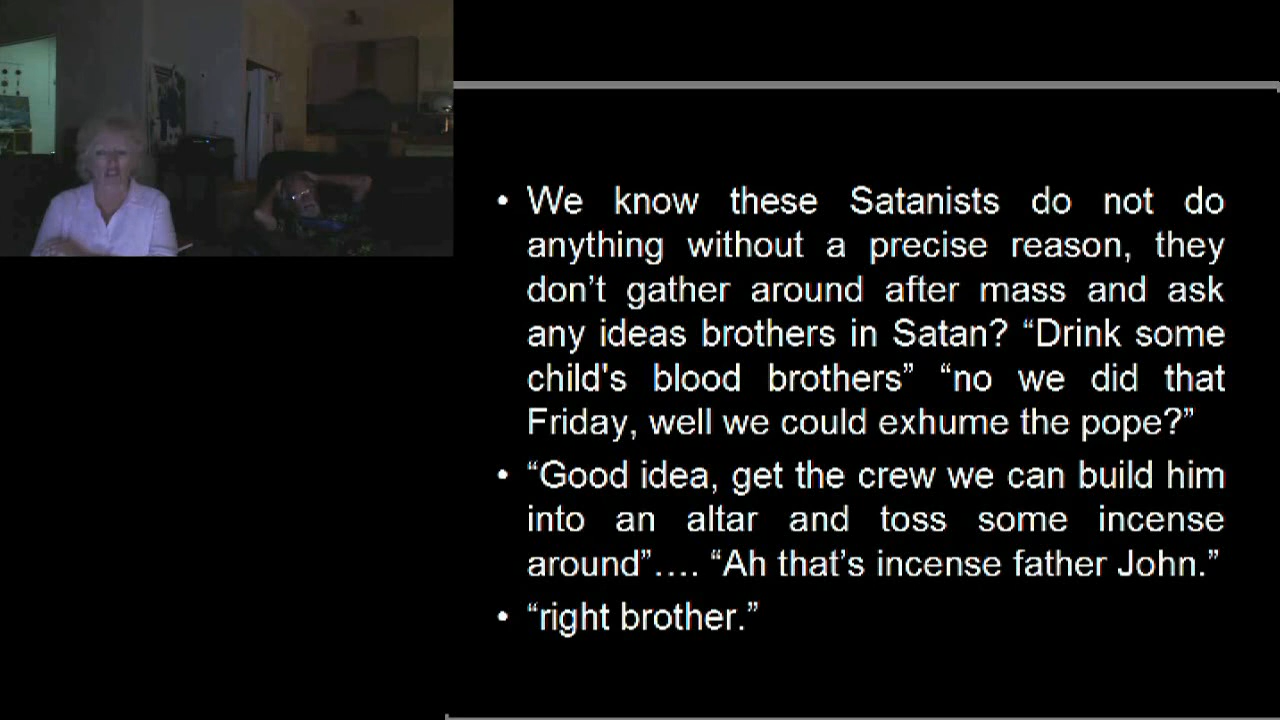 • We know these Satanists do not do
anything without a precise reason, they
don’t gather around after mass and ask
any ideas brothers in Satan? “Drink some
child's blood brothers” “no we did that
Friday, well we could exhume the pope?”
• “Good idea, get the crew we can build him
into an altar and toss some incense
around”…. “Ah that’s incense father John.”
• “right brother.”